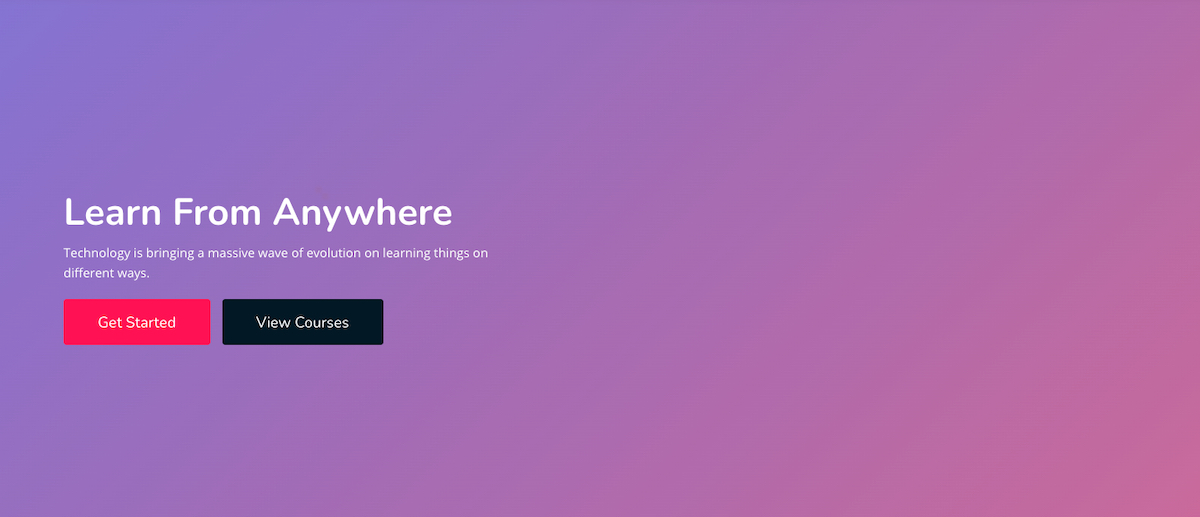 Learn From Anywhere
Technology is bringing a massive wave of evolution on learning things on
different ways.
Get Started
View Courses